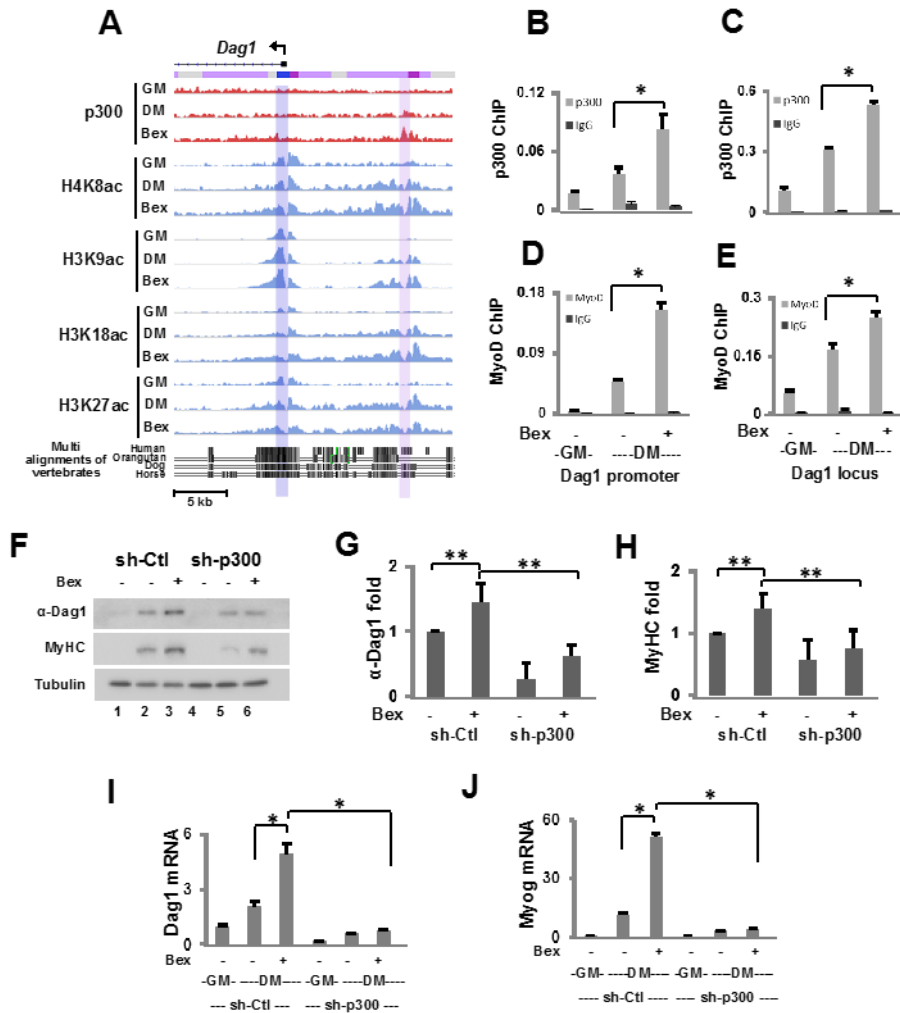 A
Dag1
p300
GM
DM
Bex
H4K8ac
GM
DM
Bex
H3K9ac
GM
DM
Bex
H3K18ac
GM
DM
Bex
H3K27ac
GM
DM
Bex
Multi
alignments of
vertebrates
Human
Orangutan
Dog
Horse
5 kb
B
p300 ChIP
0.12
0.06
0
p300
IgG
*
C
p300 ChIP
0.6
0.3
0
p300
IgG
*
D
MyoD ChIP
0.18
0.09
0
MyoD
IgG
*
Bex - - +
-GM- ----DM----
Dag1 promoter
E
MyoD ChIP
0.3
0.16
0
MyoD
IgG
*
Bex - - +
-GM- ---DM---
Dag1 locus
F
sh-Ctl sh-p300
Bex - - + - - +
α-Dag1
MyHC
Tubulin
1 2 3 4 5 6
G
α-Dag1 fold
2
1
0
** **
Bex - + - +
sh-Ctl sh-p300
H
MyHC fold
2
1
0
** **
Bex - + - +
sh-Ctl sh-p300
I
Dag1 mRNA
6
3
0
* *
Bex - - + - - +
-GM- ----DM---- -GM- ----DM----
--- sh-Ctl --- --- sh-p300 ----
J
Myog mRNA
60
30
0
* *
Bex - - + - - +
-GM- ----DM---- -GM- ----DM----
---- sh-Ctl ---- ---- sh-p300 ----